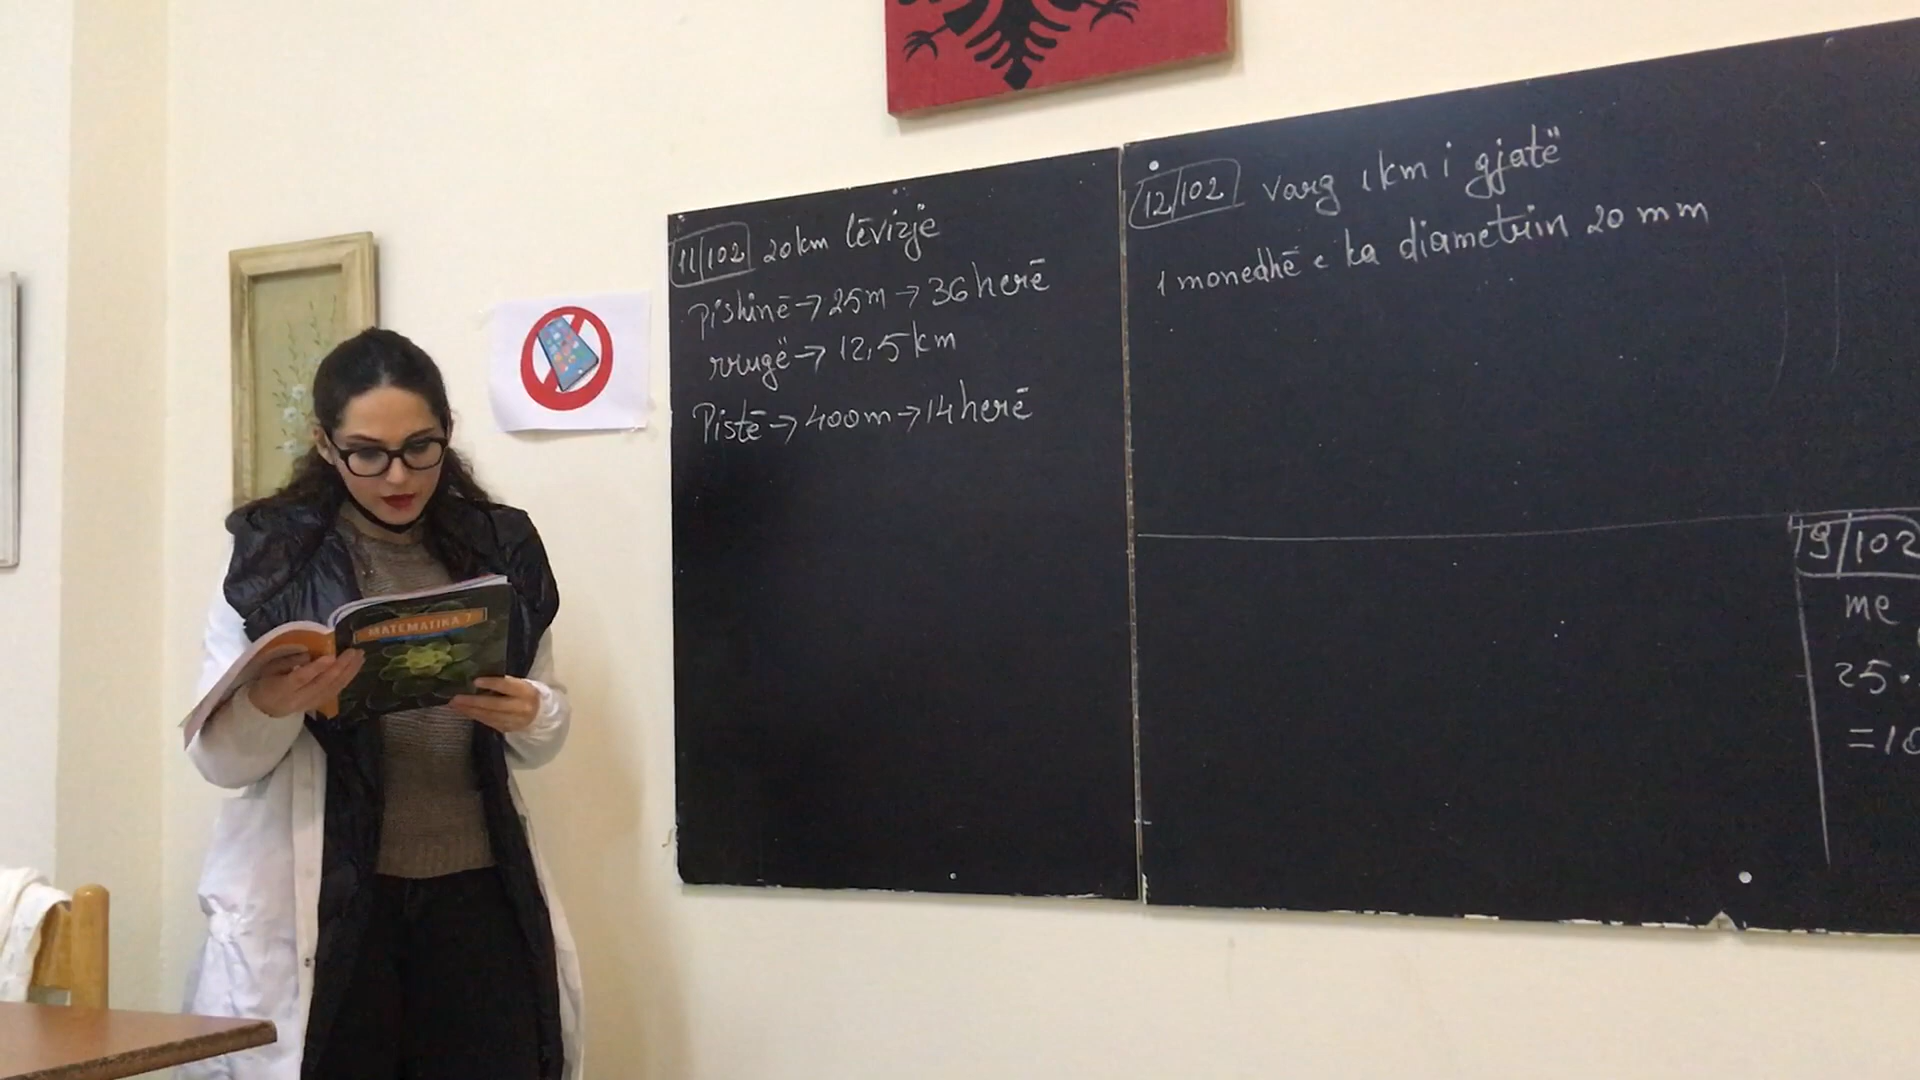 11/102 20km lëvizje
Pishinë → 25m → 36 herë
rrugë → 12,5 km
Pistë → 400m → 14 herë
12/102 varg 1km i gjatë
1 monedhë e ka diametrin 20 mm
9/102
me
25.
=10
MATEMATIKA 7